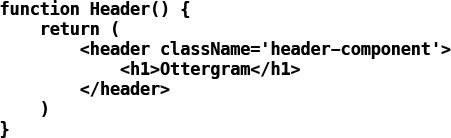 function Header() {
    return (
        <header className='header-component'>
            <h1>Ottergram</h1>
        </header>
    )
}